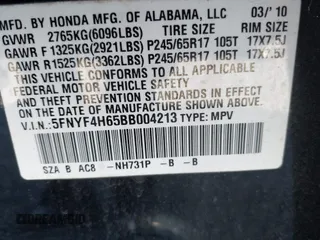 MFD. BY HONDA MFG. OF ALABAMA, LLC 03/'10
GVWR 2765KG(6096LBS) TIRE SIZE RIM SIZE
GAWR F 1325KG(2921LBS) P245/65R17 105T 17X7.5J
GAWR R1525KG(3362LBS) P245/65R17 105T 17X7.5J
THIS VEHICLE CONFORMS TO ALL APPLICABLE FEDERAL
MOTOR VEHICLE SAFETY AND THEFT PREVENTION
STANDARDS IN EFFECT ON THE DATE OF MANUFACTURE
SHOWN ABOVE.
V.I.N:5FNYF4H65BB004213 TYPE: MPV
SZA B AC8 -NH731P -B -B